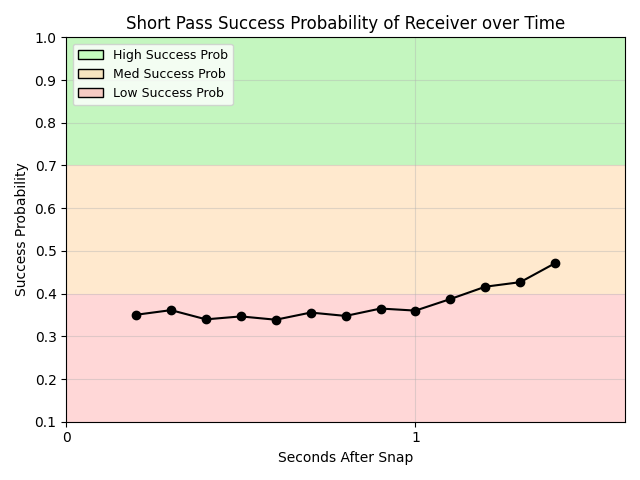 Short Pass Success Probability of Receiver over Time
High Success Prob
Med Success Prob
Low Success Prob
Success Probability
1.0
0.9
0.8
0.7
0.6
0.5
0.4
0.3
0.2
0.1
0 1
Seconds After Snap